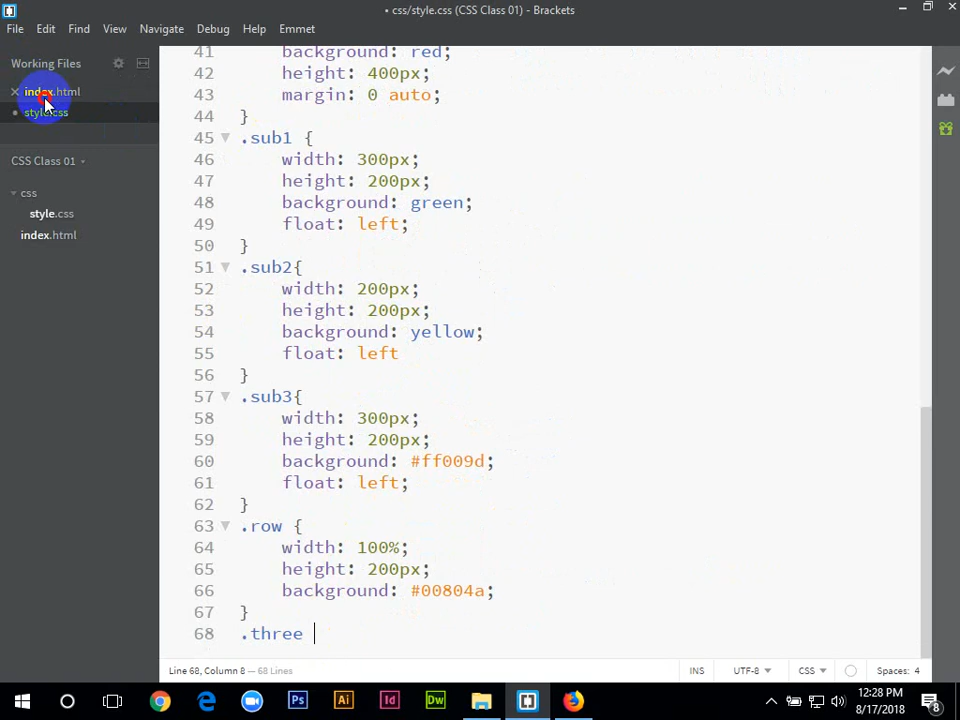 • css/style.css (CSS Class 01) - Brackets
File Edit Find View Navigate Debug Help Emmet
Working Files
index.html
style.css
CSS Class 01
css
style.css
index.html
41 background: red;
42 height: 400px;
43 margin: 0 auto;
44 }
45 .sub1 {
46 width: 300px;
47 height: 200px;
48 background: green;
49 float: left;
50 }
51 .sub2{
52 width: 200px;
53 height: 200px;
54 background: yellow;
55 float: left
56 }
57 .sub3{
58 width: 300px;
59 height: 200px;
60 background: #ff009d;
61 float: left;
62 }
63 .row {
64 width: 100%;
65 height: 200px;
66 background: #00804a;
67 }
68 .three
Line 68, Column 8 — 68 Lines
INS UTF-8 CSS Spaces: 4
Ps Ai Id Dw
12:28 PM
8/17/2018
8